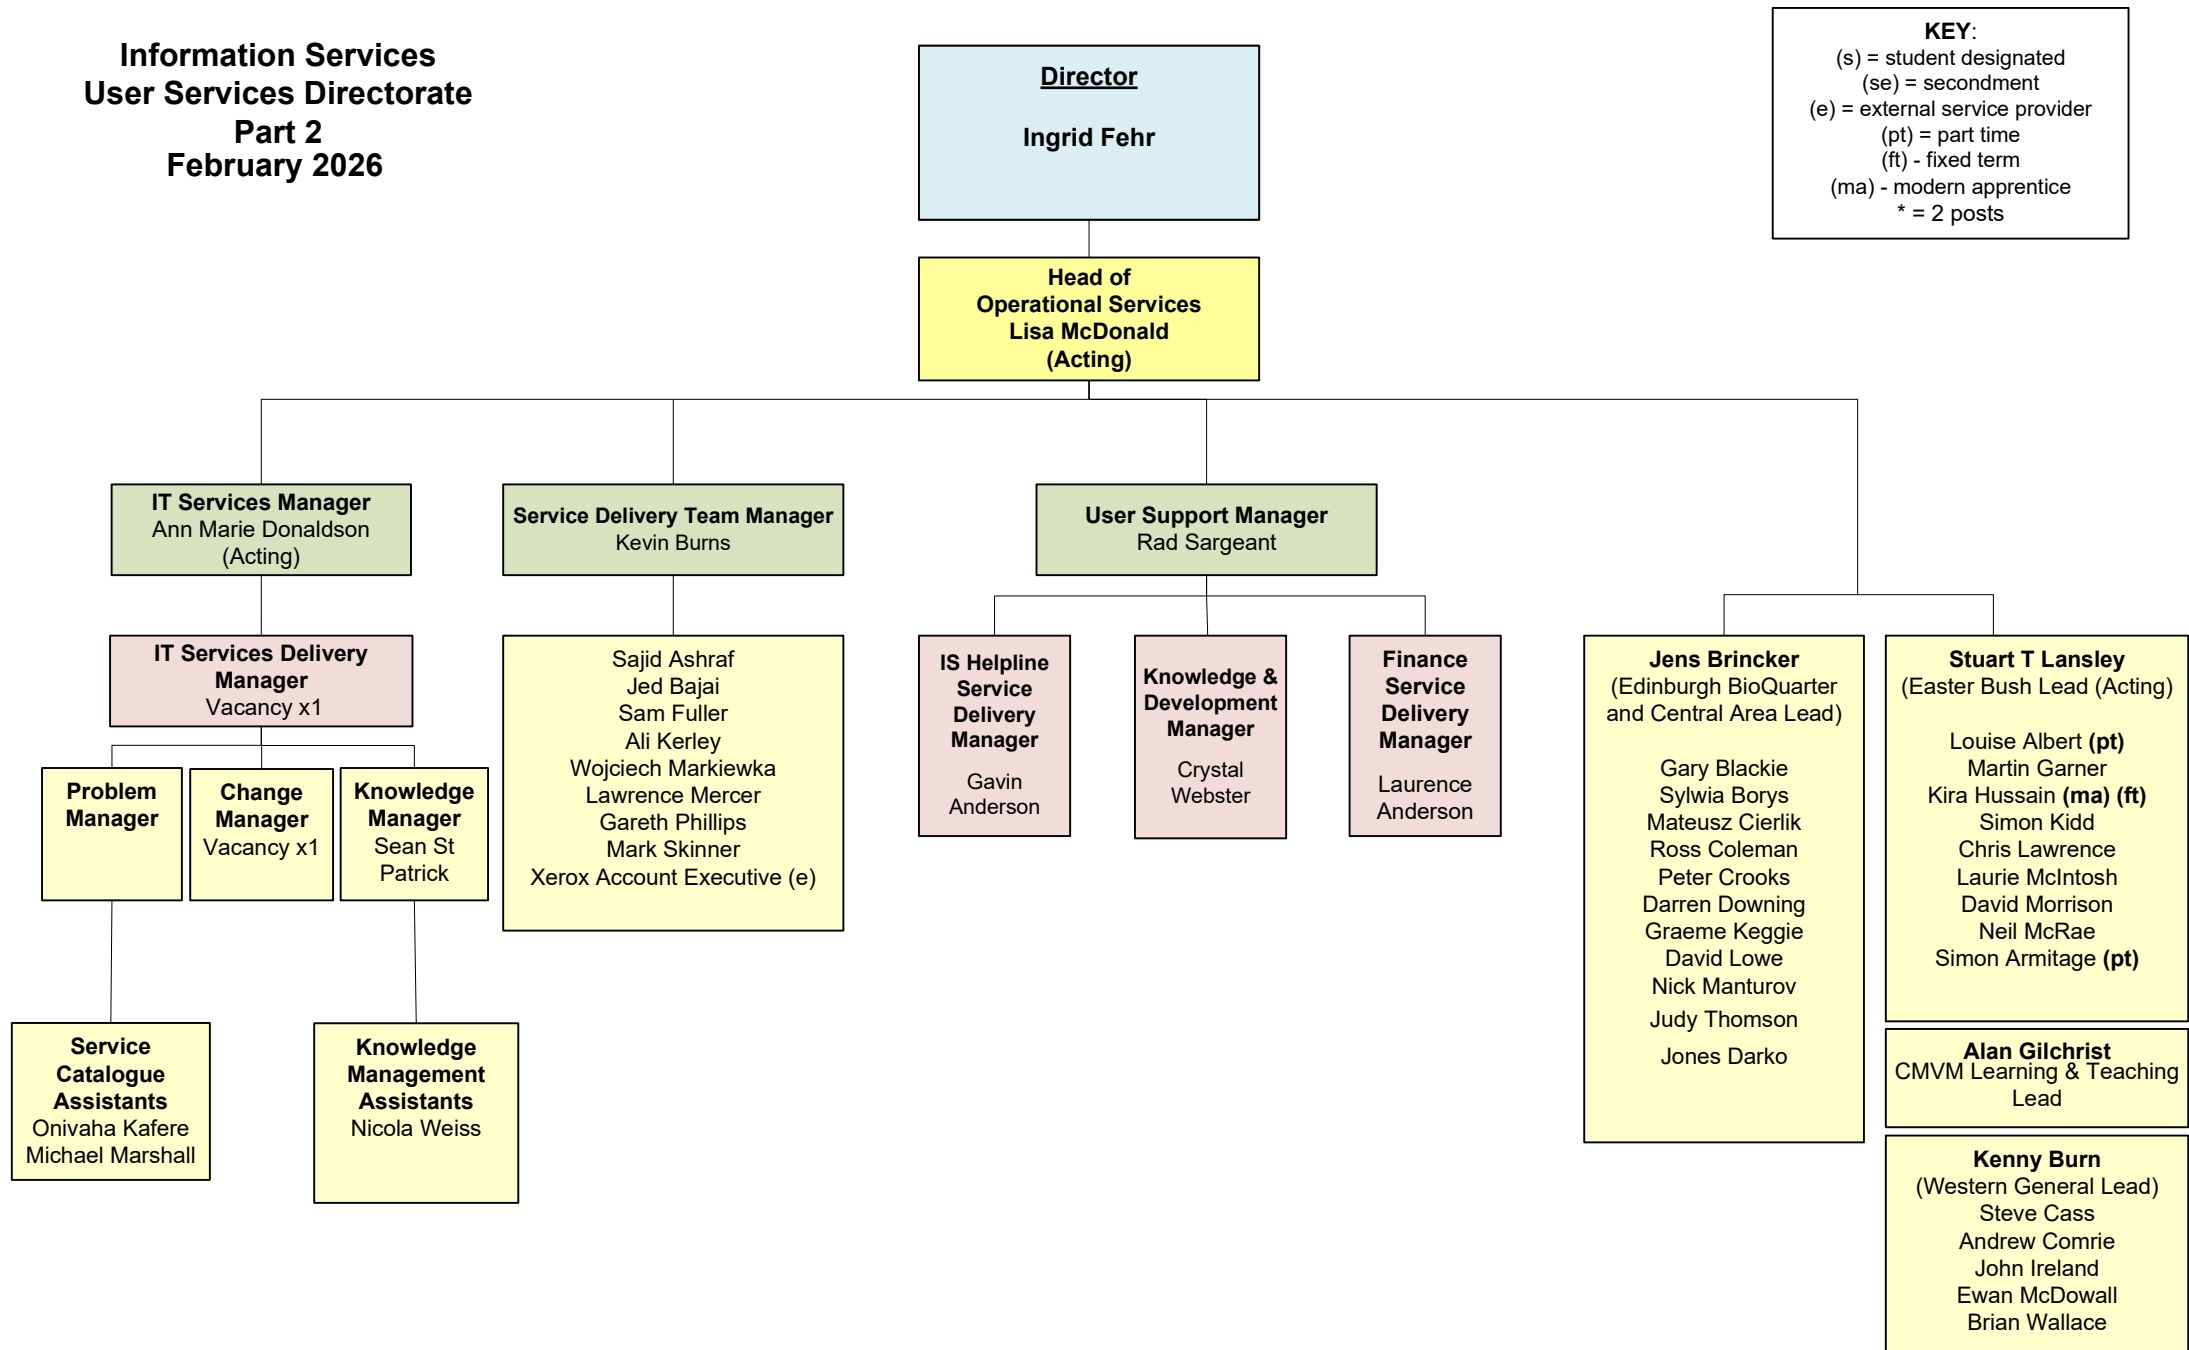 Information Services
User Services Directorate
Part 2
February 2026
Director
Ingrid Fehr
KEY:
(s) = student designated
(se) = secondment
(e) = external service provider
(pt) = part time
(ft) - fixed term
(ma) - modern apprentice
* = 2 posts
Head of
Operational Services
Lisa McDonald
(Acting)
IT Services Manager
Ann Marie Donaldson
(Acting)
Service Delivery Team Manager
Kevin Burns
User Support Manager
Rad Sargeant
IT Services Delivery
Manager
Vacancy x1
Problem
Manager
Change
Manager
Vacancy x1
Knowledge
Manager
Sean St
Patrick
Service
Catalogue
Assistants
Onivaha Kafere
Michael Marshall
Knowledge
Management
Assistants
Nicola Weiss
Sajid Ashraf
Jed Bajai
Sam Fuller
Ali Kerley
Wojciech Markiewka
Lawrence Mercer
Gareth Phillips
Mark Skinner
Xerox Account Executive (e)
IS Helpline
Service
Delivery
Manager
Gavin
Anderson
Knowledge &
Development
Manager
Crystal
Webster
Finance
Service
Delivery
Manager
Laurence
Anderson
Jens Brincker
(Edinburgh BioQuarter
and Central Area Lead)
Gary Blackie
Sylwia Borys
Mateusz Cierlik
Ross Coleman
Peter Crooks
Darren Downing
Graeme Keggie
David Lowe
Nick Manturov
Judy Thomson
Jones Darko
Stuart T Lansley
(Easter Bush Lead (Acting)
Louise Albert (pt)
Martin Garner
Kira Hussain (ma) (ft)
Simon Kidd
Chris Lawrence
Laurie McIntosh
David Morrison
Neil McRae
Simon Armitage (pt)
Alan Gilchrist
CMVM Learning & Teaching
Lead
Kenny Burn
(Western General Lead)
Steve Cass
Andrew Comrie
John Ireland
Ewan McDowall
Brian Wallace